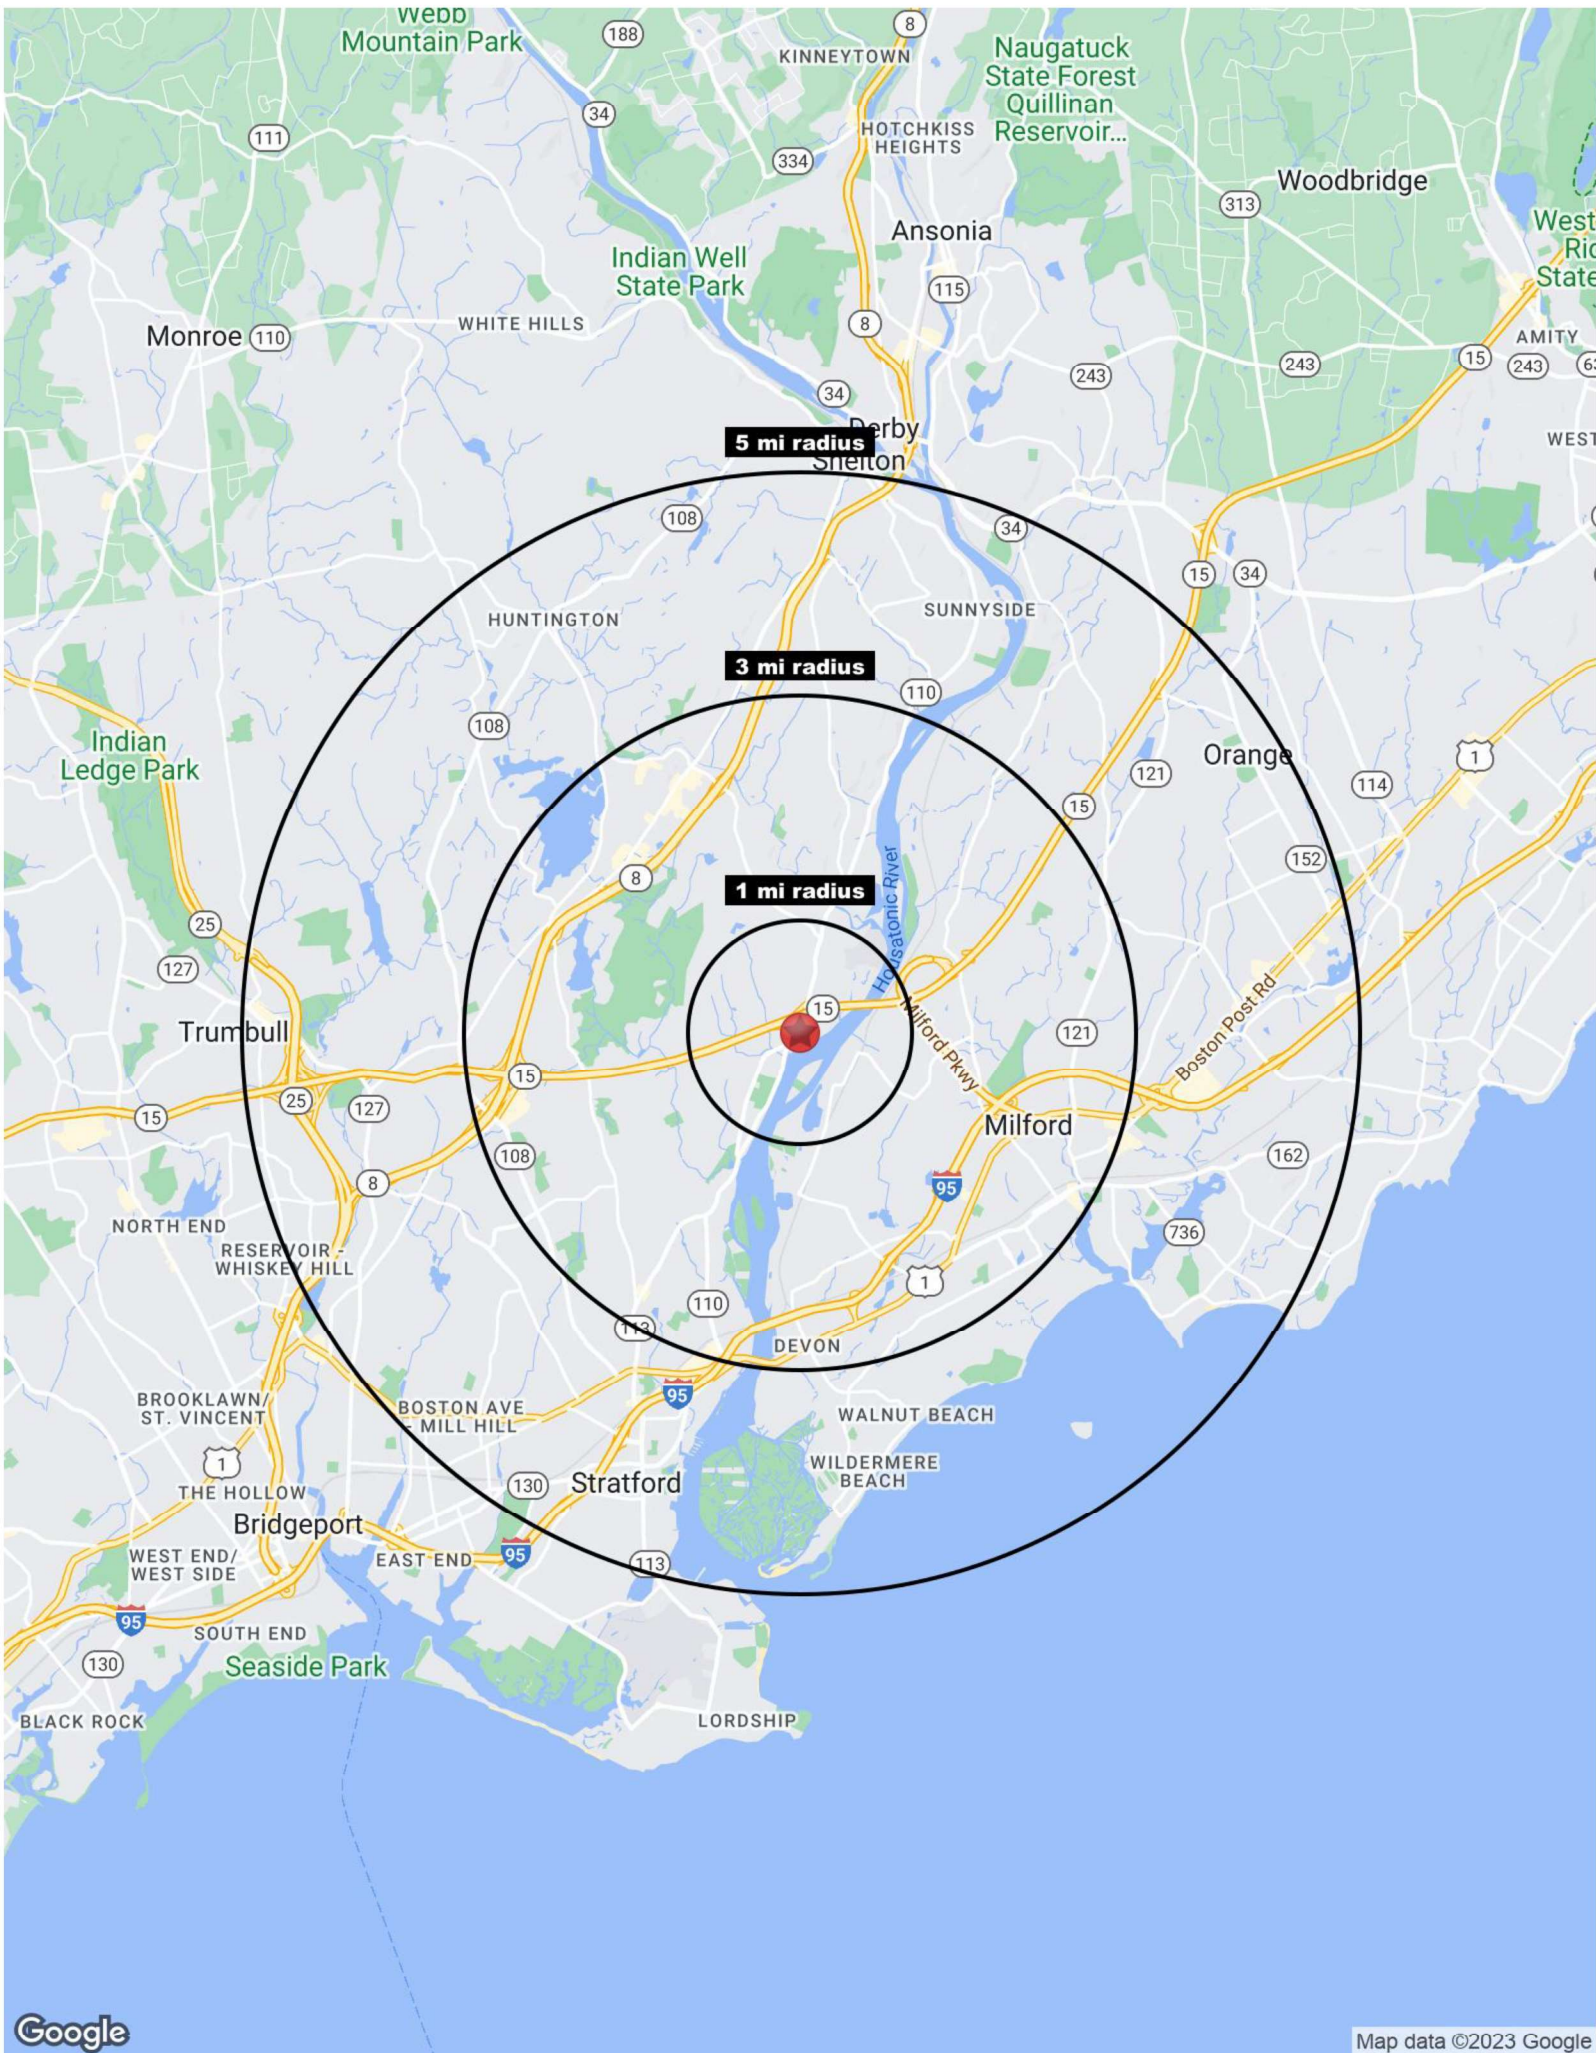 Webb
Mountain Park
188
8
KINNEYTOWN
Naugatuck
State Forest
Quillinan
Reservoir...
34
111
HOTCHKISS
HEIGHTS
334
Woodbridge
313
Ansonia
West
Ric
State
Indian Well
State Park
115
Monroe
110
WHITE HILLS
8
AMITY
15
243
243
243
63
34
Derby
5 mi radius
Shelton
WEST
108
34
15
34
HUNTINGTON
SUNNYSIDE
3 mi radius
110
108
Indian
Ledge Park
Orange
1
121
114
15
152
8
1 mi radius
Housatonic River
25
127
15
Milford Pkwy
Boston Post Rd
Trumbull
121
15
25
127
15
Milford
108
162
8
95
NORTH END
736
RESERVOIR -
WHISKEY HILL
1
110
113
DEVON
95
BROOKLAWN/
ST. VINCENT
BOSTON AVE
- MILL HILL
WALNUT BEACH
1
WILDERMERE
BEACH
THE HOLLOW
130
Stratford
Bridgeport
95
EAST END
113
WEST END/
WEST SIDE
95
SOUTH END
130
Seaside Park
BLACK ROCK
LORDSHIP
Google
Map data ©2023 Google